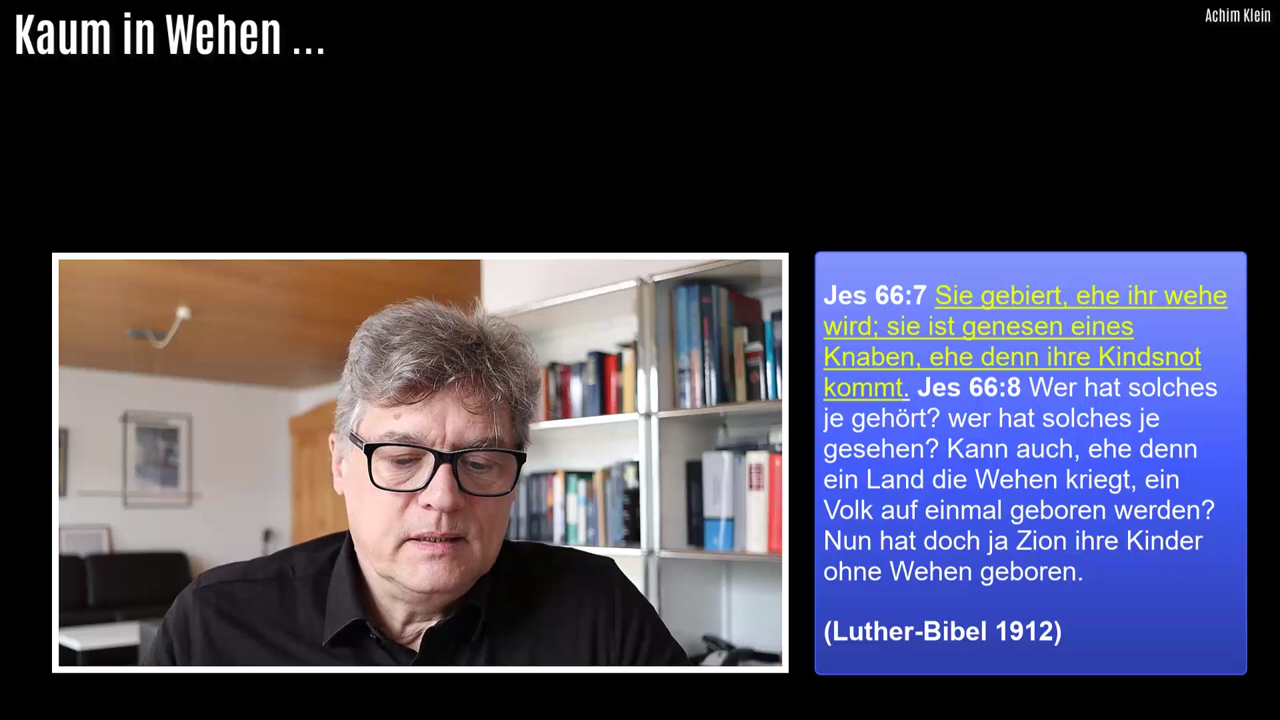 Kaum in Wehen ...
Achim Klein
Jes 66:7 Sie gebiert, ehe ihr wehe
wird; sie ist genesen eines
Knaben, ehe denn ihre Kindsnot
kommt. Jes 66:8 Wer hat solches
je gehört? wer hat solches je
gesehen? Kann auch, ehe denn
ein Land die Wehen kriegt, ein
Volk auf einmal geboren werden?
Nun hat doch ja Zion ihre Kinder
ohne Wehen geboren.
(Luther-Bibel 1912)